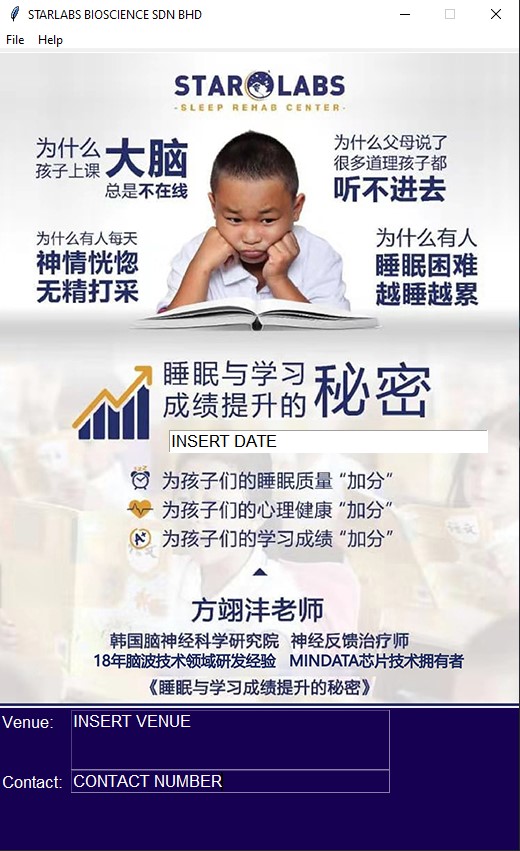 STARLABS BIOSCIENCE SDN BHD
File Help
STAR LABS
-SLEEP REHAB CENTER-
为什么
孩子上课 大脑
总是不在线
为什么父母说了
很多道理孩子都
听不进去
为什么有人每天
神情恍惚
无精打采
为什么有人
睡眠困难
越睡越累
睡眠与学习
成绩提升的 秘密
INSERT DATE
为孩子们的睡眠质量 “加分”
为孩子们的心理健康 “加分”
为孩子们的学习成绩 “加分”
方翊沣老师
韩国脑神经科学研究院 神经反馈治疗师
18年脑波技术领域研发经验 MINDATA芯片技术拥有者
《睡眠与学习成绩提升的秘密》
Venue: INSERT VENUE
Contact: CONTACT NUMBER